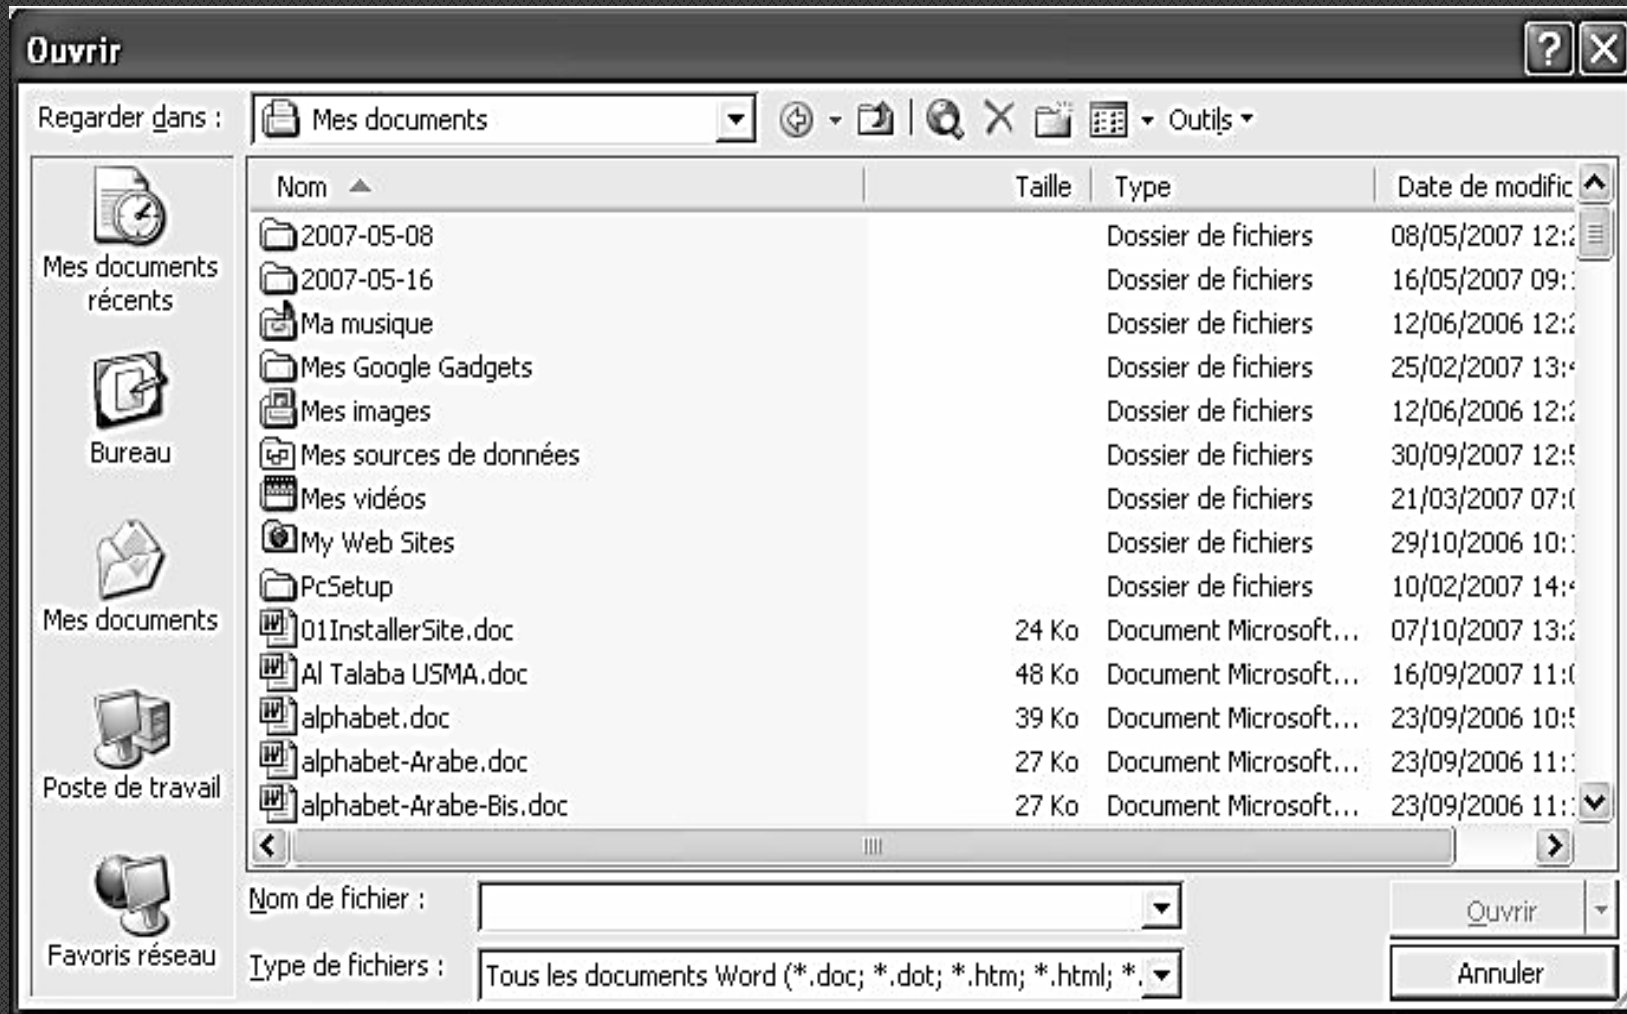 Ouvrir
Regarder dans : Mes documents Outils
Nom Taille Type Date de modific
2007-05-08 Dossier de fichiers 08/05/2007 12:
2007-05-16 Dossier de fichiers 16/05/2007 09:
Ma musique Dossier de fichiers 12/06/2006 12:
Mes Google Gadgets Dossier de fichiers 25/02/2007 13:
Mes images Dossier de fichiers 12/06/2006 12:
Mes sources de données Dossier de fichiers 30/09/2007 12:
Mes vidéos Dossier de fichiers 21/03/2007 07:
My Web Sites Dossier de fichiers 29/10/2006 10:
PcSetup Dossier de fichiers 10/02/2007 14:
01InstallerSite.doc 24 Ko Document Microsoft... 07/10/2007 13:
Al Talaba USMA.doc 48 Ko Document Microsoft... 16/09/2007 11:
alphabet.doc 39 Ko Document Microsoft... 23/09/2006 10:
alphabet-Arabe.doc 27 Ko Document Microsoft... 23/09/2006 11:
alphabet-Arabe-Bis.doc 27 Ko Document Microsoft... 23/09/2006 11:
Mes documents
récents
Bureau
Mes documents
Poste de travail
Favoris réseau
Nom de fichier :
Ouvrir
Type de fichiers : Tous les documents Word (*.doc; *.dot; *.htm; *.html; *.
Annuler